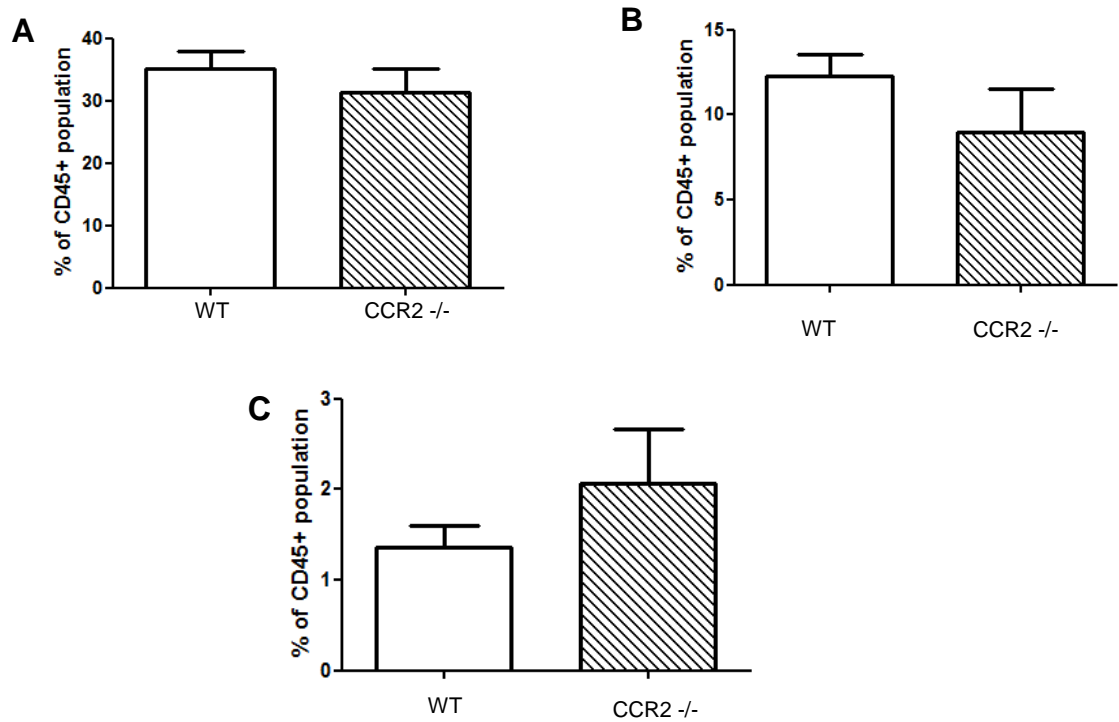 A
% of CD45+ population
40
30
20
10
0
WT
CCR2 -/-
B
% of CD45+ population
15
10
5
0
WT
CCR2 -/-
C
% of CD45+ population
3
2
1
0
WT
CCR2 -/-